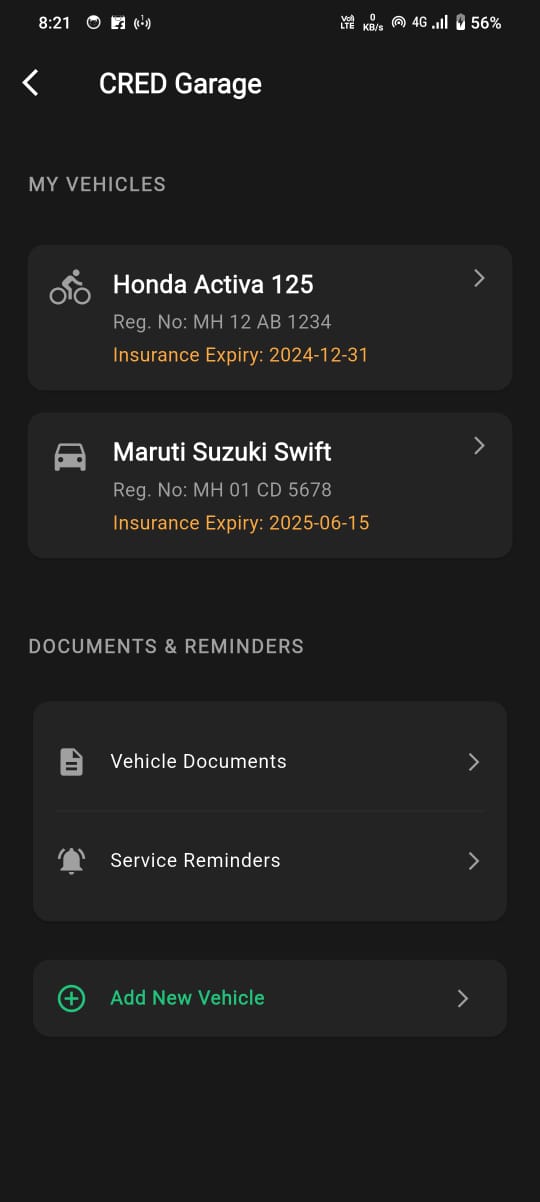 8:21
Vol LTE
0 KB/s
4G
56%
CRED Garage
MY VEHICLES
Honda Activa 125
Reg. No: MH 12 AB 1234
Insurance Expiry: 2024-12-31
Maruti Suzuki Swift
Reg. No: MH 01 CD 5678
Insurance Expiry: 2025-06-15
DOCUMENTS & REMINDERS
Vehicle Documents
Service Reminders
Add New Vehicle